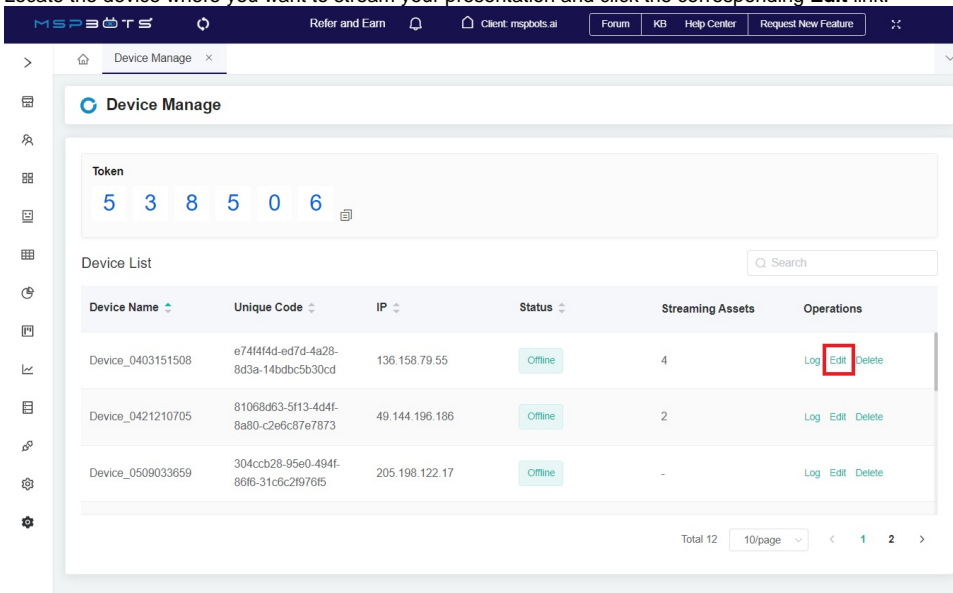 Locate the device where you want to stream your presentation and click the corresponding Edit link.
MSPBOTS Refer and Earn Client: mspbots.ai Forum KB Help Center Request New Feature
Device Manage ×
Device Manage
Token
5 3 8 5 0 6
Device List Search
Device Name Unique Code IP Status Streaming Assets Operations
Device_0403151508 e74f4f4d-ed7d-4a28- 136.158.79.55 Offline 4 Log Edit Delete
8d3a-14bdbc5b30cd
Device_0421210705 81068d63-5f13-4d4f- 49.144.196.186 Offline 2 Log Edit Delete
8a80-c2e6c87e7873
Device_0509033659 304ccb28-95e0-494f- 205.198.122.17 Offline - Log Edit Delete
86f6-31c6c2f976f5
Total 12 10/page < 1 2 >